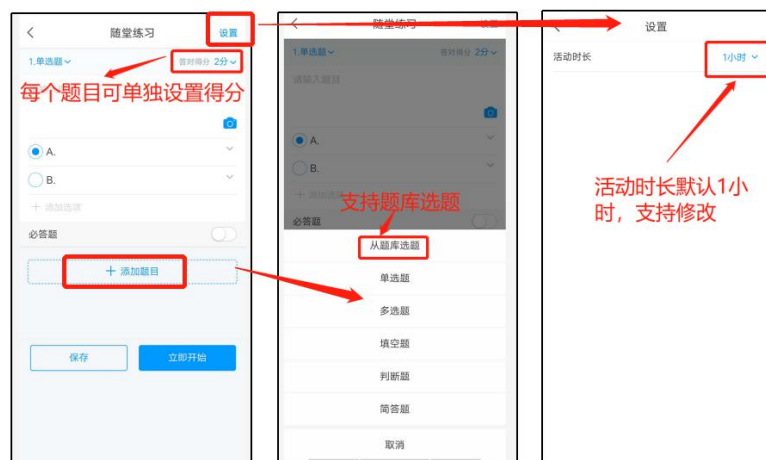 随堂练习
设置
1.单选题
答对得分 2分
每个题目可单独设置得分
A.
B.
+ 添加选项
必答题
+ 添加题目
保存
立即开始
随堂练习
设置
1.单选题
答对得分 2分
请输入题目
A.
B.
+ 添加选项
支持题库选题
必答题
从题库选题
单选题
多选题
填空题
判断题
简答题
取消
设置
活动时长
1小时
活动时长默认1小
时，支持修改